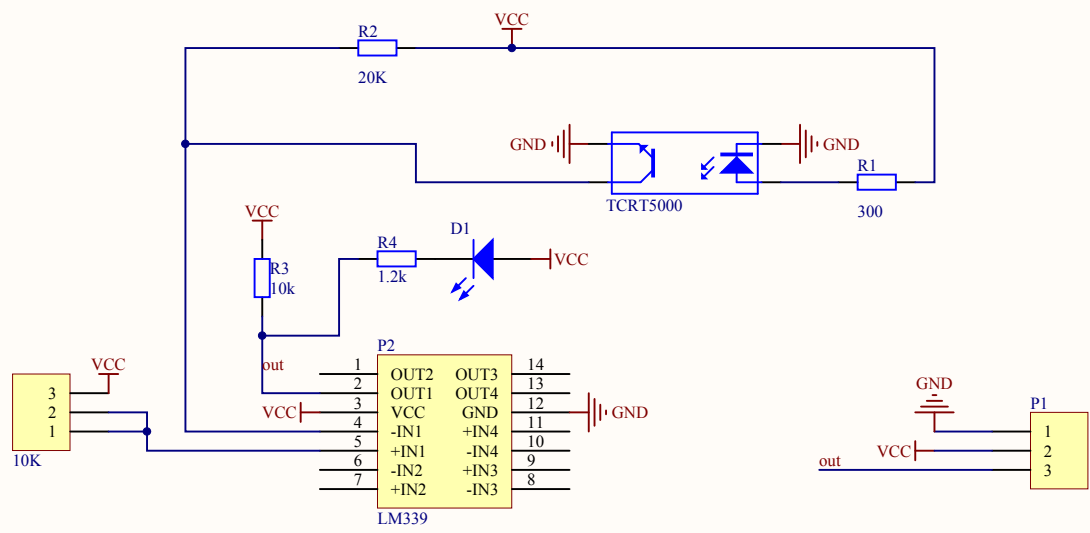 VCC
R2
20K
GND
GND
R1
TCRT5000
300
VCC
D1
R4
VCC
R3
1.2k
10k
P2
out
VCC
1 OUT2 OUT3 14
3
2 OUT1 OUT4 13
2
VCC 3 VCC GND 12 GND
1
4 -IN1 +IN4 11
5 +IN1 -IN4 10
10K
6 -IN2 +IN3 9
7 +IN2 -IN3 8
LM339
GND
P1
1
VCC 2
out 3